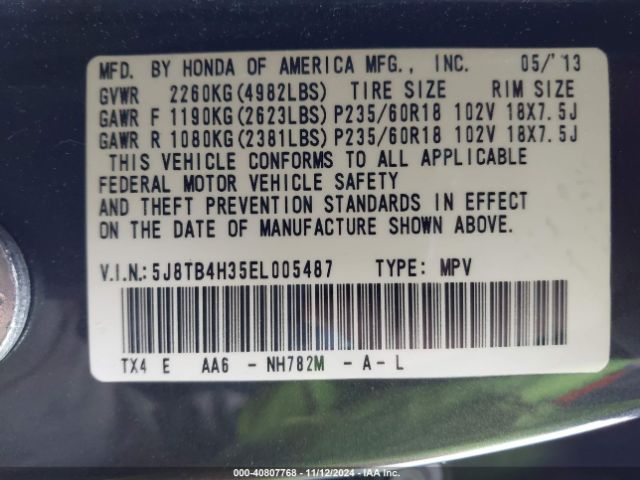 MFD. BY HONDA OF AMERICA MFG., INC. 05/'13
GVWR 2260KG(4982LBS) TIRE SIZE RIM SIZE
GAWR F 1190KG(2623LBS) P235/60R18 102V 18X7.5J
GAWR R 1080KG(2381LBS) P235/60R18 102V 18X7.5J
THIS VEHICLE CONFORMS TO ALL APPLICABLE
FEDERAL MOTOR VEHICLE SAFETY
AND THEFT PREVENTION STANDARDS IN EFFECT
ON THE DATE OF MANUFACTURE SHOWN ABOVE.
V.I.N.: 5J8TB4H35EL005487 TYPE: MPV
TX4 E AA6 - NH782M - A - L
000-40807768 - 11/12/2024 - IAA Inc.